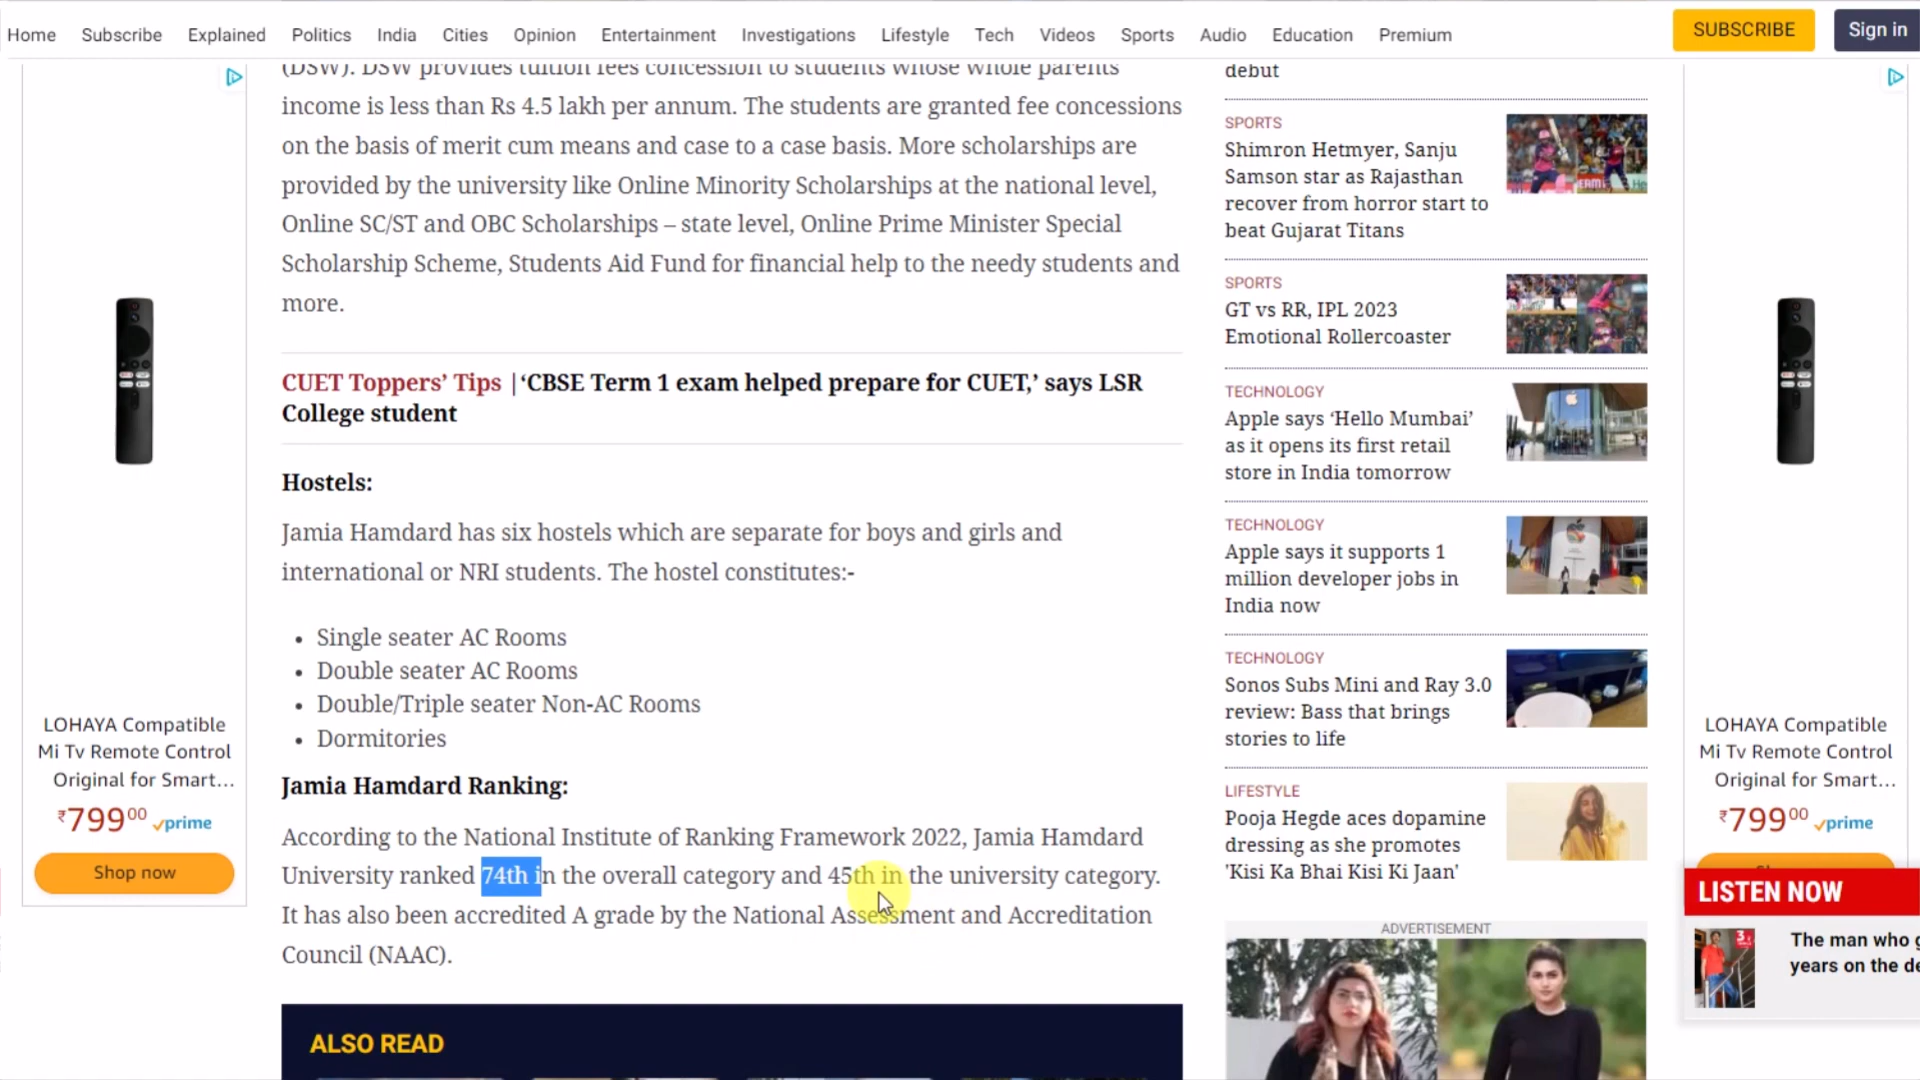 Home Subscribe Explained Politics India Cities Opinion Entertainment Investigations Lifestyle Tech Videos Sports Audio Education Premium SUBSCRIBE Sign in
(DSW). DSW provides tuition fees concession to students whose whole parents
income is less than Rs 4.5 lakh per annum. The students are granted fee concessions
on the basis of merit cum means and case to a case basis. More scholarships are
provided by the university like Online Minority Scholarships at the national level,
Online SC/ST and OBC Scholarships – state level, Online Prime Minister Special
Scholarship Scheme, Students Aid Fund for financial help to the needy students and
more.
CUET Toppers’ Tips |‘CBSE Term 1 exam helped prepare for CUET,’ says LSR
College student
Hostels:
Jamia Hamdard has six hostels which are separate for boys and girls and
international or NRI students. The hostel constitutes:-
• Single seater AC Rooms
• Double seater AC Rooms
• Double/Triple seater Non-AC Rooms
• Dormitories
Jamia Hamdard Ranking:
According to the National Institute of Ranking Framework 2022, Jamia Hamdard
University ranked 74th in the overall category and 45th in the university category.
It has also been accredited A grade by the National Assessment and Accreditation
Council (NAAC).
ALSO READ
debut
SPORTS
Shimron Hetmyer, Sanju
Samson star as Rajasthan
recover from horror start to
beat Gujarat Titans
SPORTS
GT vs RR, IPL 2023
Emotional Rollercoaster
TECHNOLOGY
Apple says ‘Hello Mumbai’
as it opens its first retail
store in India tomorrow
TECHNOLOGY
Apple says it supports 1
million developer jobs in
India now
TECHNOLOGY
Sonos Subs Mini and Ray 3.0
review: Bass that brings
stories to life
LIFESTYLE
Pooja Hegde aces dopamine
dressing as she promotes
'Kisi Ka Bhai Kisi Ki Jaan'
ADVERTISEMENT
LOHAYA Compatible
Mi Tv Remote Control
Original for Smart...
₹79900 prime
Shop now
LOHAYA Compatible
Mi Tv Remote Control
Original for Smart...
₹79900 prime
LISTEN NOW
The man who
years on the